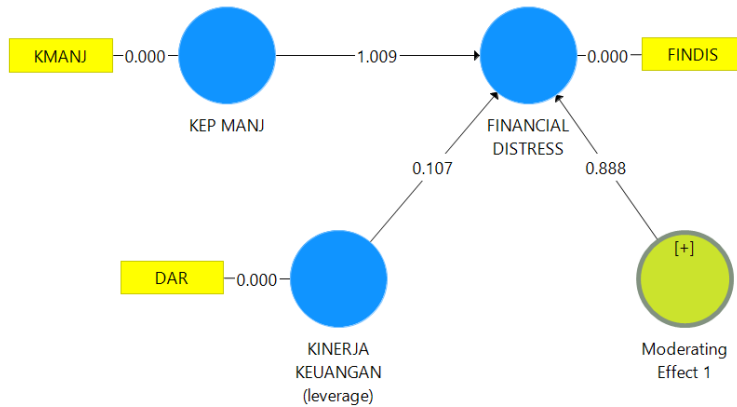 KMANJ
0.000
1.009
0.000
FINDIS
KEP MANJ
FINANCIAL
DISTRESS
0.107
0.888
[+]
DAR
0.000
KINERJA
KEUANGAN
(leverage)
Moderating
Effect 1